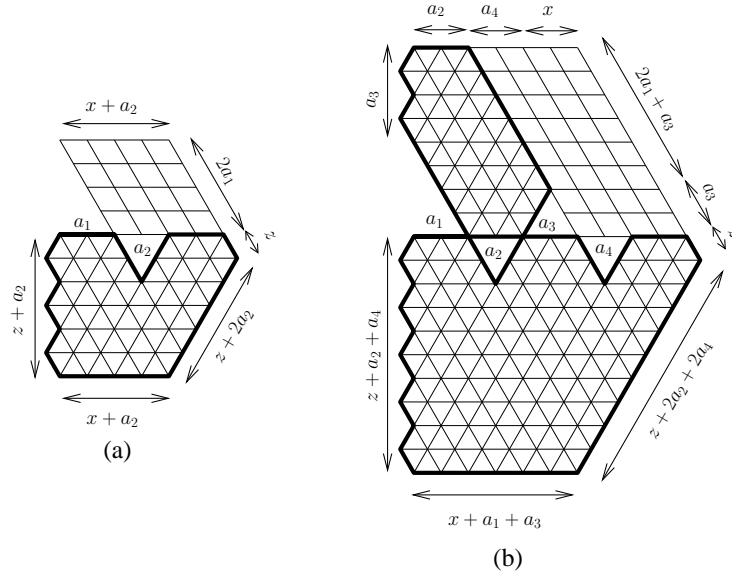 x + a₂
2a₁
z
a₁
a₂
z + a₂
z + 2a₂
x + a₂
(a)
a₂
a₄
x
a₃
2a₁ + a₃
a₃
z
a₁
a₂
a₃
a₄
z + a₂ + a₄
z + 2a₂ + 2a₄
x + a₁ + a₃
(b)